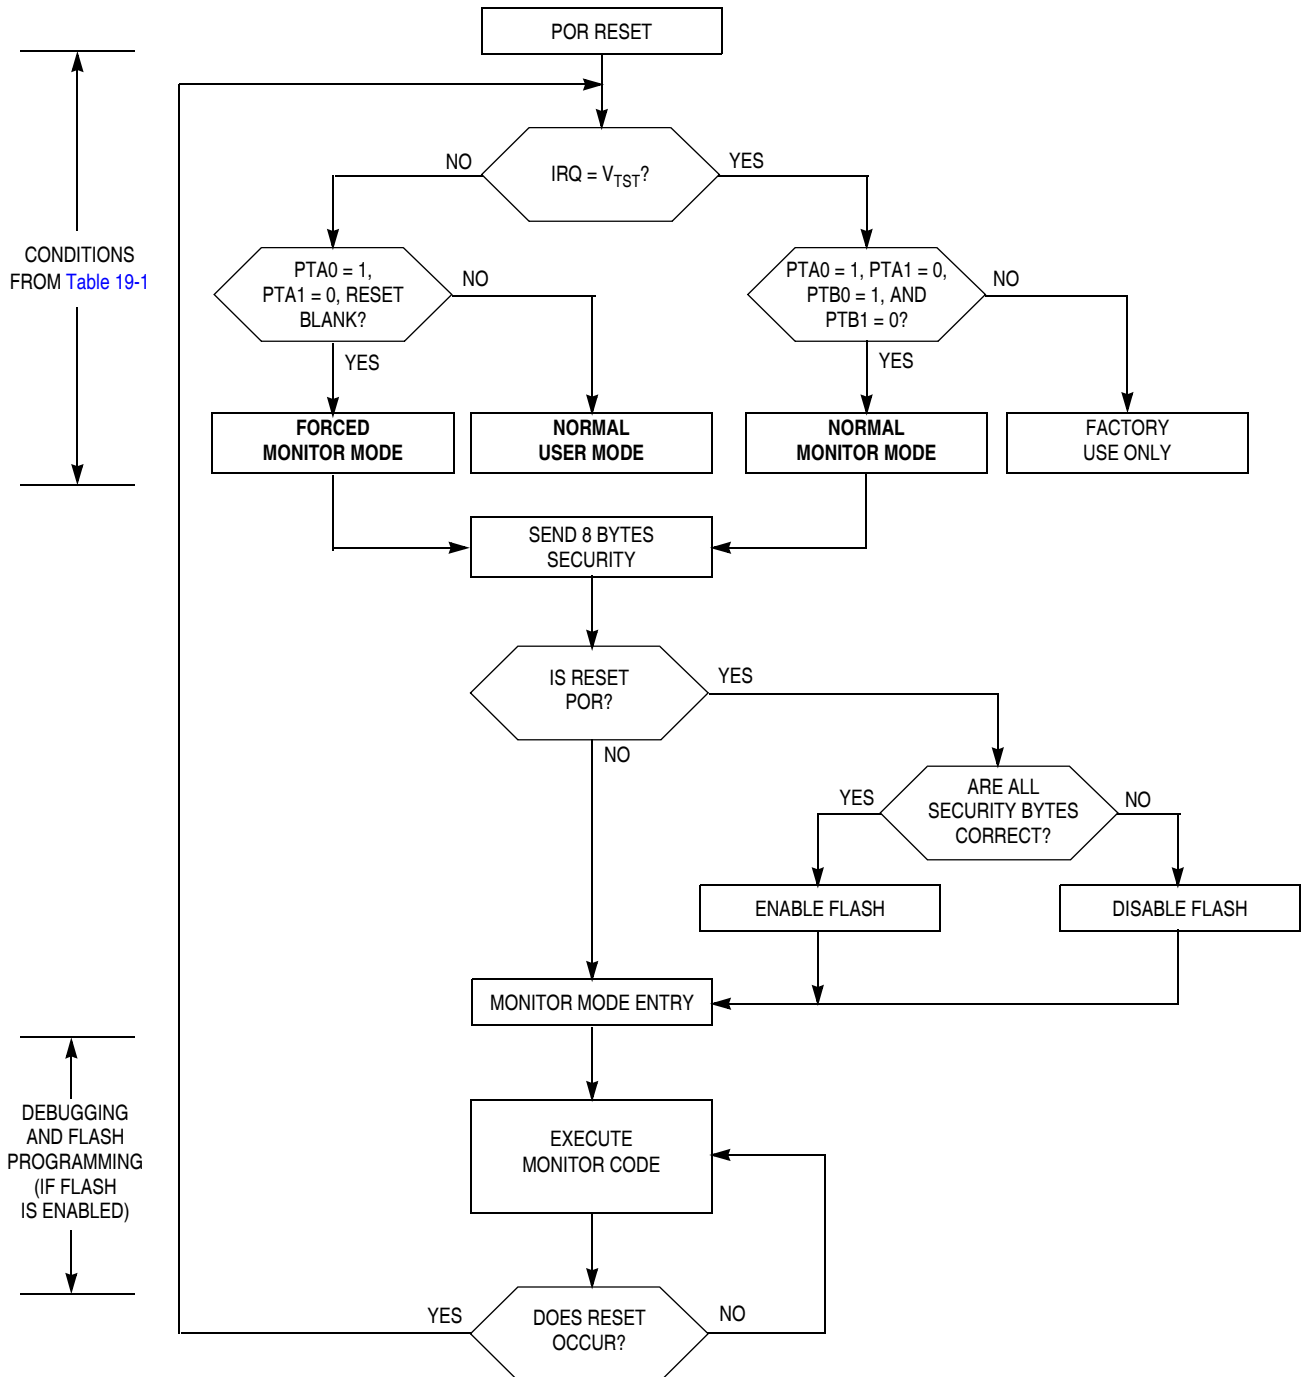 POR RESET
IRQ = VTST?
NO
YES
CONDITIONS
FROM Table 19-1
PTA0 = 1,
PTA1 = 0, RESET
BLANK?
NO
YES
PTA0 = 1, PTA1 = 0,
PTB0 = 1, AND
PTB1 = 0?
NO
YES
FORCED
MONITOR MODE
NORMAL
USER MODE
NORMAL
MONITOR MODE
FACTORY
USE ONLY
SEND 8 BYTES
SECURITY
IS RESET
POR?
YES
NO
ARE ALL
SECURITY BYTES
CORRECT?
YES
NO
ENABLE FLASH
DISABLE FLASH
MONITOR MODE ENTRY
DEBUGGING
AND FLASH
PROGRAMMING
(IF FLASH
IS ENABLED)
EXECUTE
MONITOR CODE
DOES RESET
OCCUR?
YES
NO